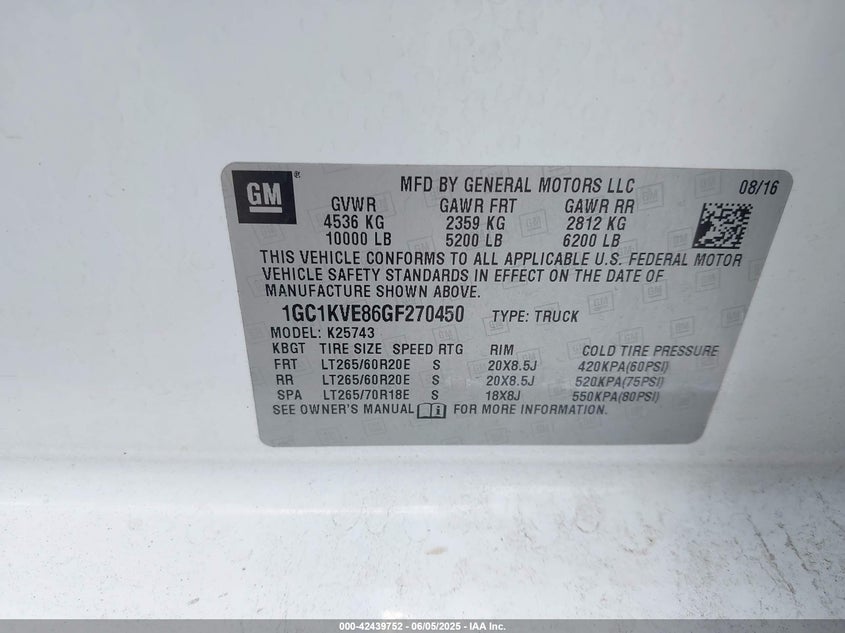 GM ® MFD BY GENERAL MOTORS LLC 08/16
GVWR GAWR FRT GAWR RR
4536 KG 2359 KG 2812 KG
10000 LB 5200 LB 6200 LB
THIS VEHICLE CONFORMS TO ALL APPLICABLE U.S. FEDERAL MOTOR
VEHICLE SAFETY STANDARDS IN EFFECT ON THE DATE OF
MANUFACTURE SHOWN ABOVE.
1GC1KVE86GF270450 TYPE: TRUCK
MODEL: K25743
KBGT TIRE SIZE SPEED RTG RIM COLD TIRE PRESSURE
FRT LT265/60R20E S 20X8.5J 420KPA(60PSI)
RR LT265/60R20E S 20X8.5J 520KPA(75PSI)
SPA LT265/70R18E S 18X8J 550KPA(80PSI)
SEE OWNER'S MANUAL FOR MORE INFORMATION.
000-42439752 - 06/05/2025 - IAA Inc.